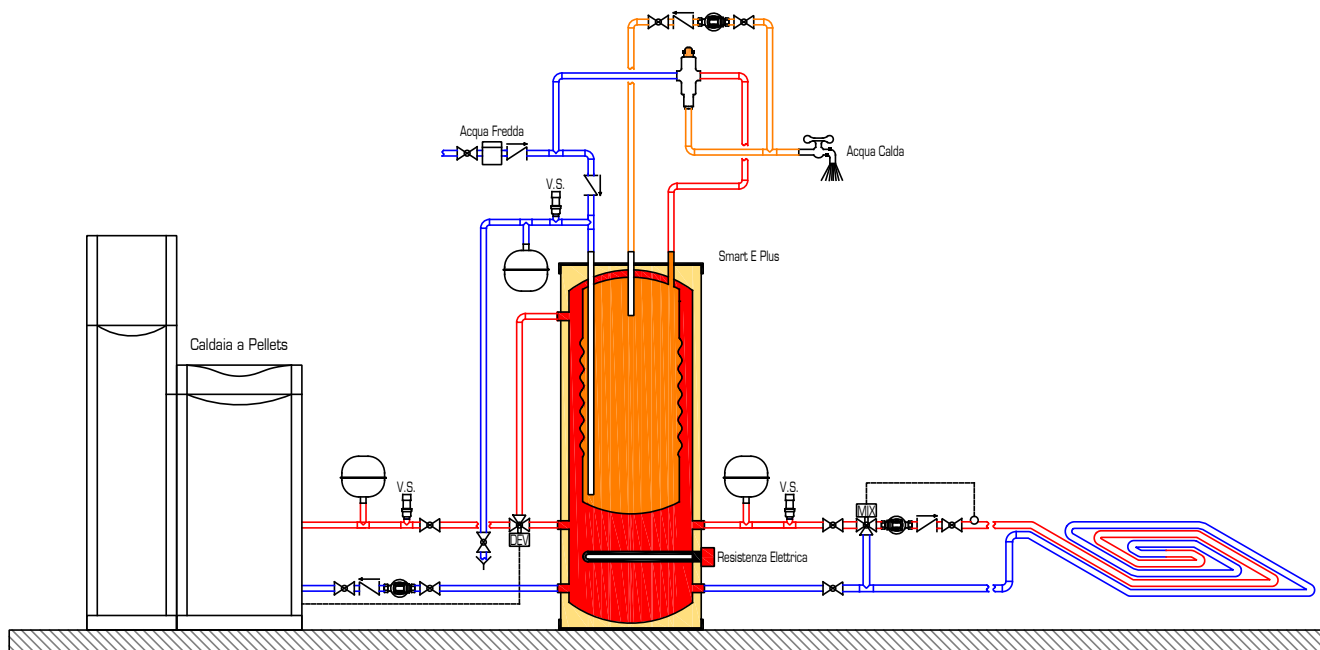 Acqua Fredda
Acqua Calda
V.S.
Smart E Plus
Caldaia a Pellets
V.S.
V.S.
MIX
DEV
Resistenza Elettrica